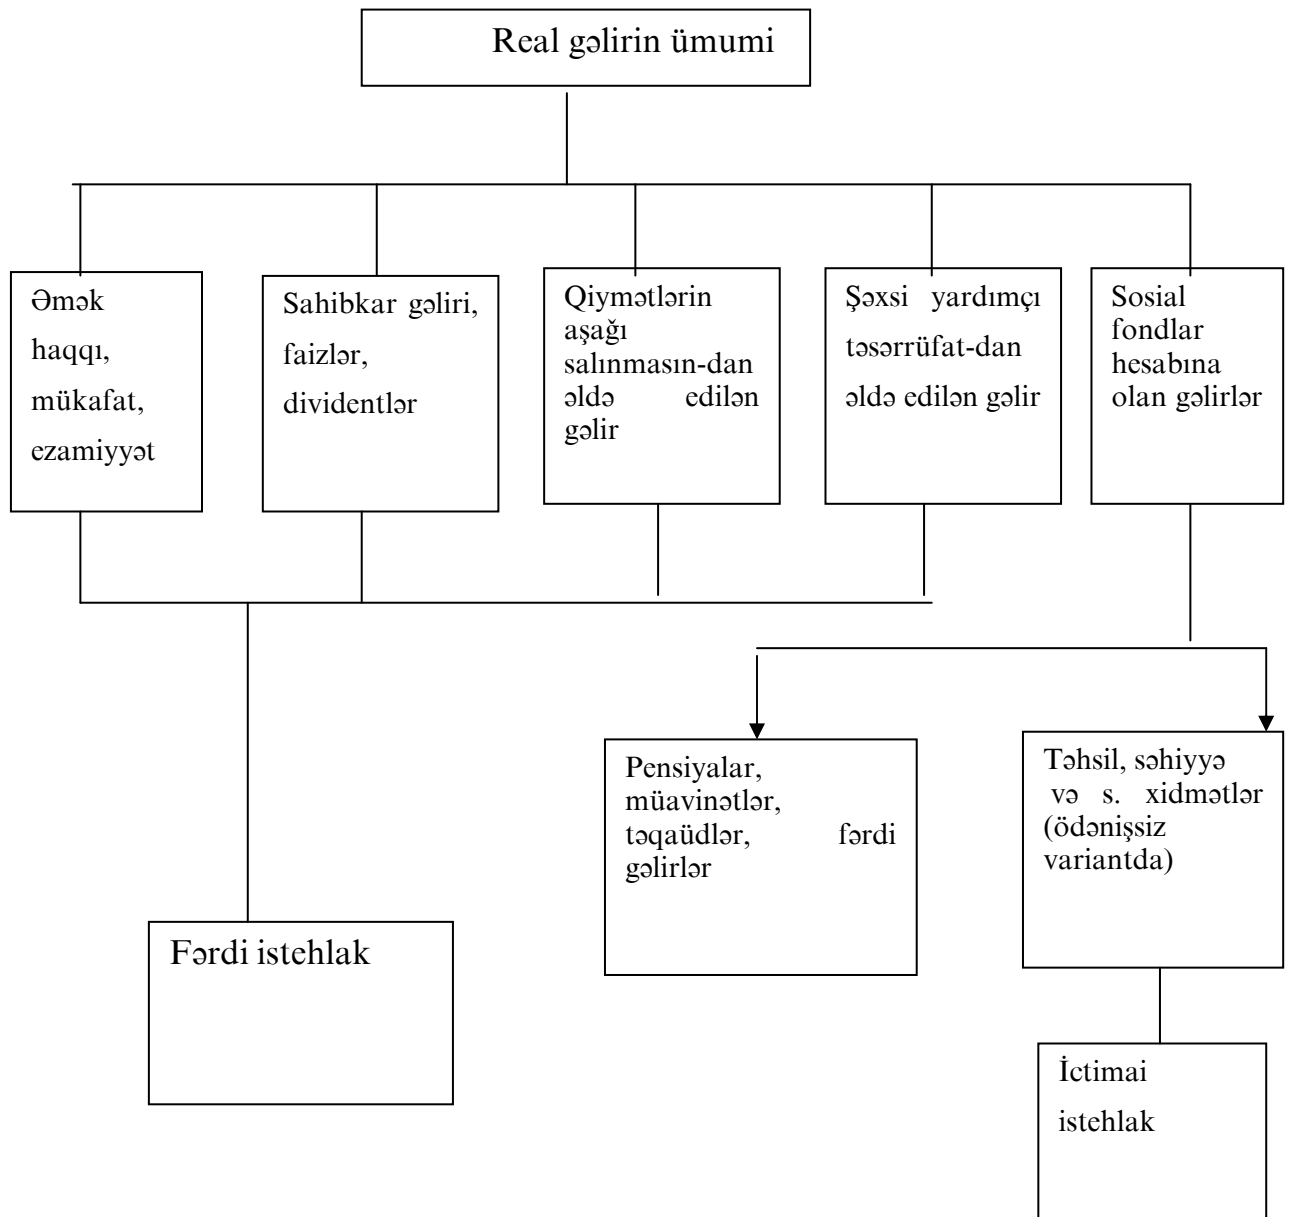 Real gəlirin ümumi
Əmək
haqqı,
mükafat,
ezamiyyət
Sahibkar gəliri,
faizlər,
dividentlər
Qiymətlərin
aşağı
salınmasın-dan
əldə edilən
gəlir
Şəxsi yardımçı
təsərrüfat-dan
əldə edilən gəlir
Sosial
fondlar
hesabına
olan gəlirlər
Pensiyalar,
müavinətlər,
təqaüdlər, fərdi
gəlirlər
Təhsil, səhiyyə
və s. xidmətlər
(ödənişsiz
variantda)
Fərdi istehlak
İctimai
istehlak